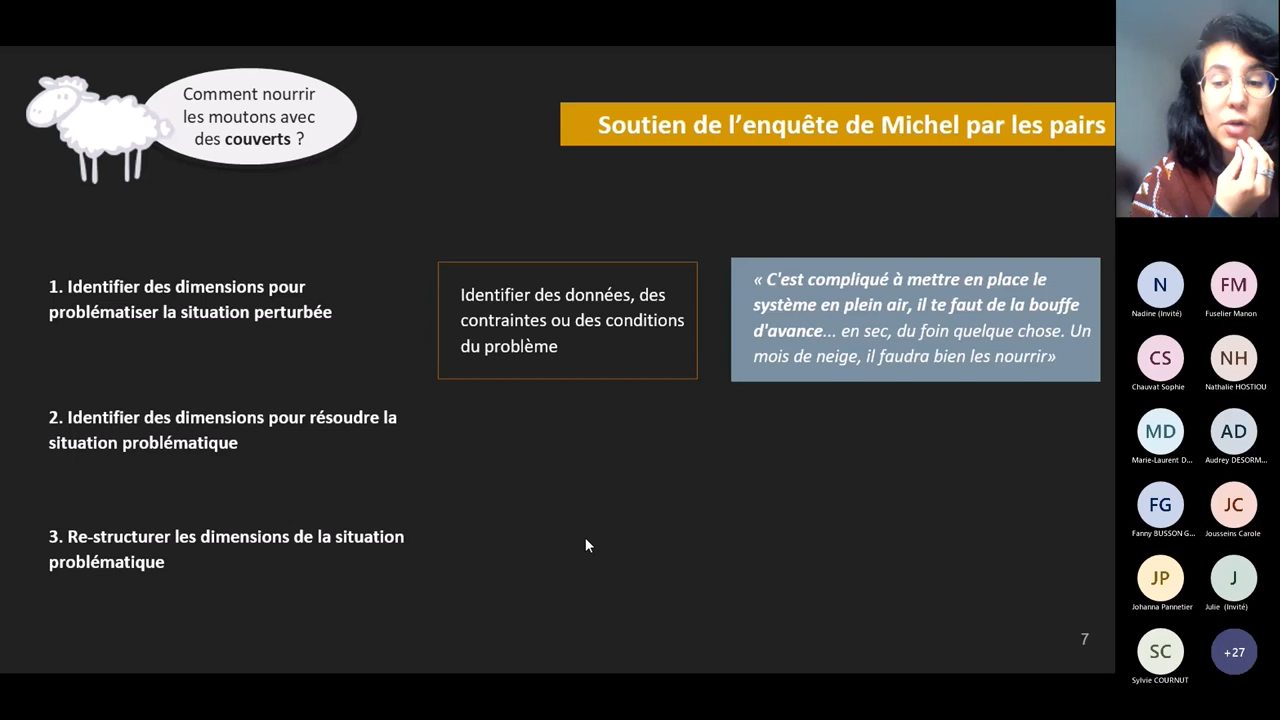 Comment nourrir
les moutons avec
des couverts ?
Soutien de l'enquête de Michel par les pairs
1. Identifier des dimensions pour
problématiser la situation perturbée
Identifier des données, des
contraintes ou des conditions
du problème
« C'est compliqué à mettre en place le
système en plein air, il te faut de la bouffe
d'avance... en sec, du foin quelque chose. Un
mois de neige, il faudra bien les nourrir»
2. Identifier des dimensions pour résoudre la
situation problématique
3. Re-structurer les dimensions de la situation
problématique
7
N
Nadine (Invité)
FM
Fuselier Manon
CS
Chauvat Sophie
NH
Nathalie HOSTIOU
MD
Marie-Laurent D...
AD
Audrey DESORM...
FG
Fanny BUSSON G...
JC
Jousseins Carole
JP
Johanna Pannetier
J
Julie (Invité)
SC
Sylvie COURNUT
+27